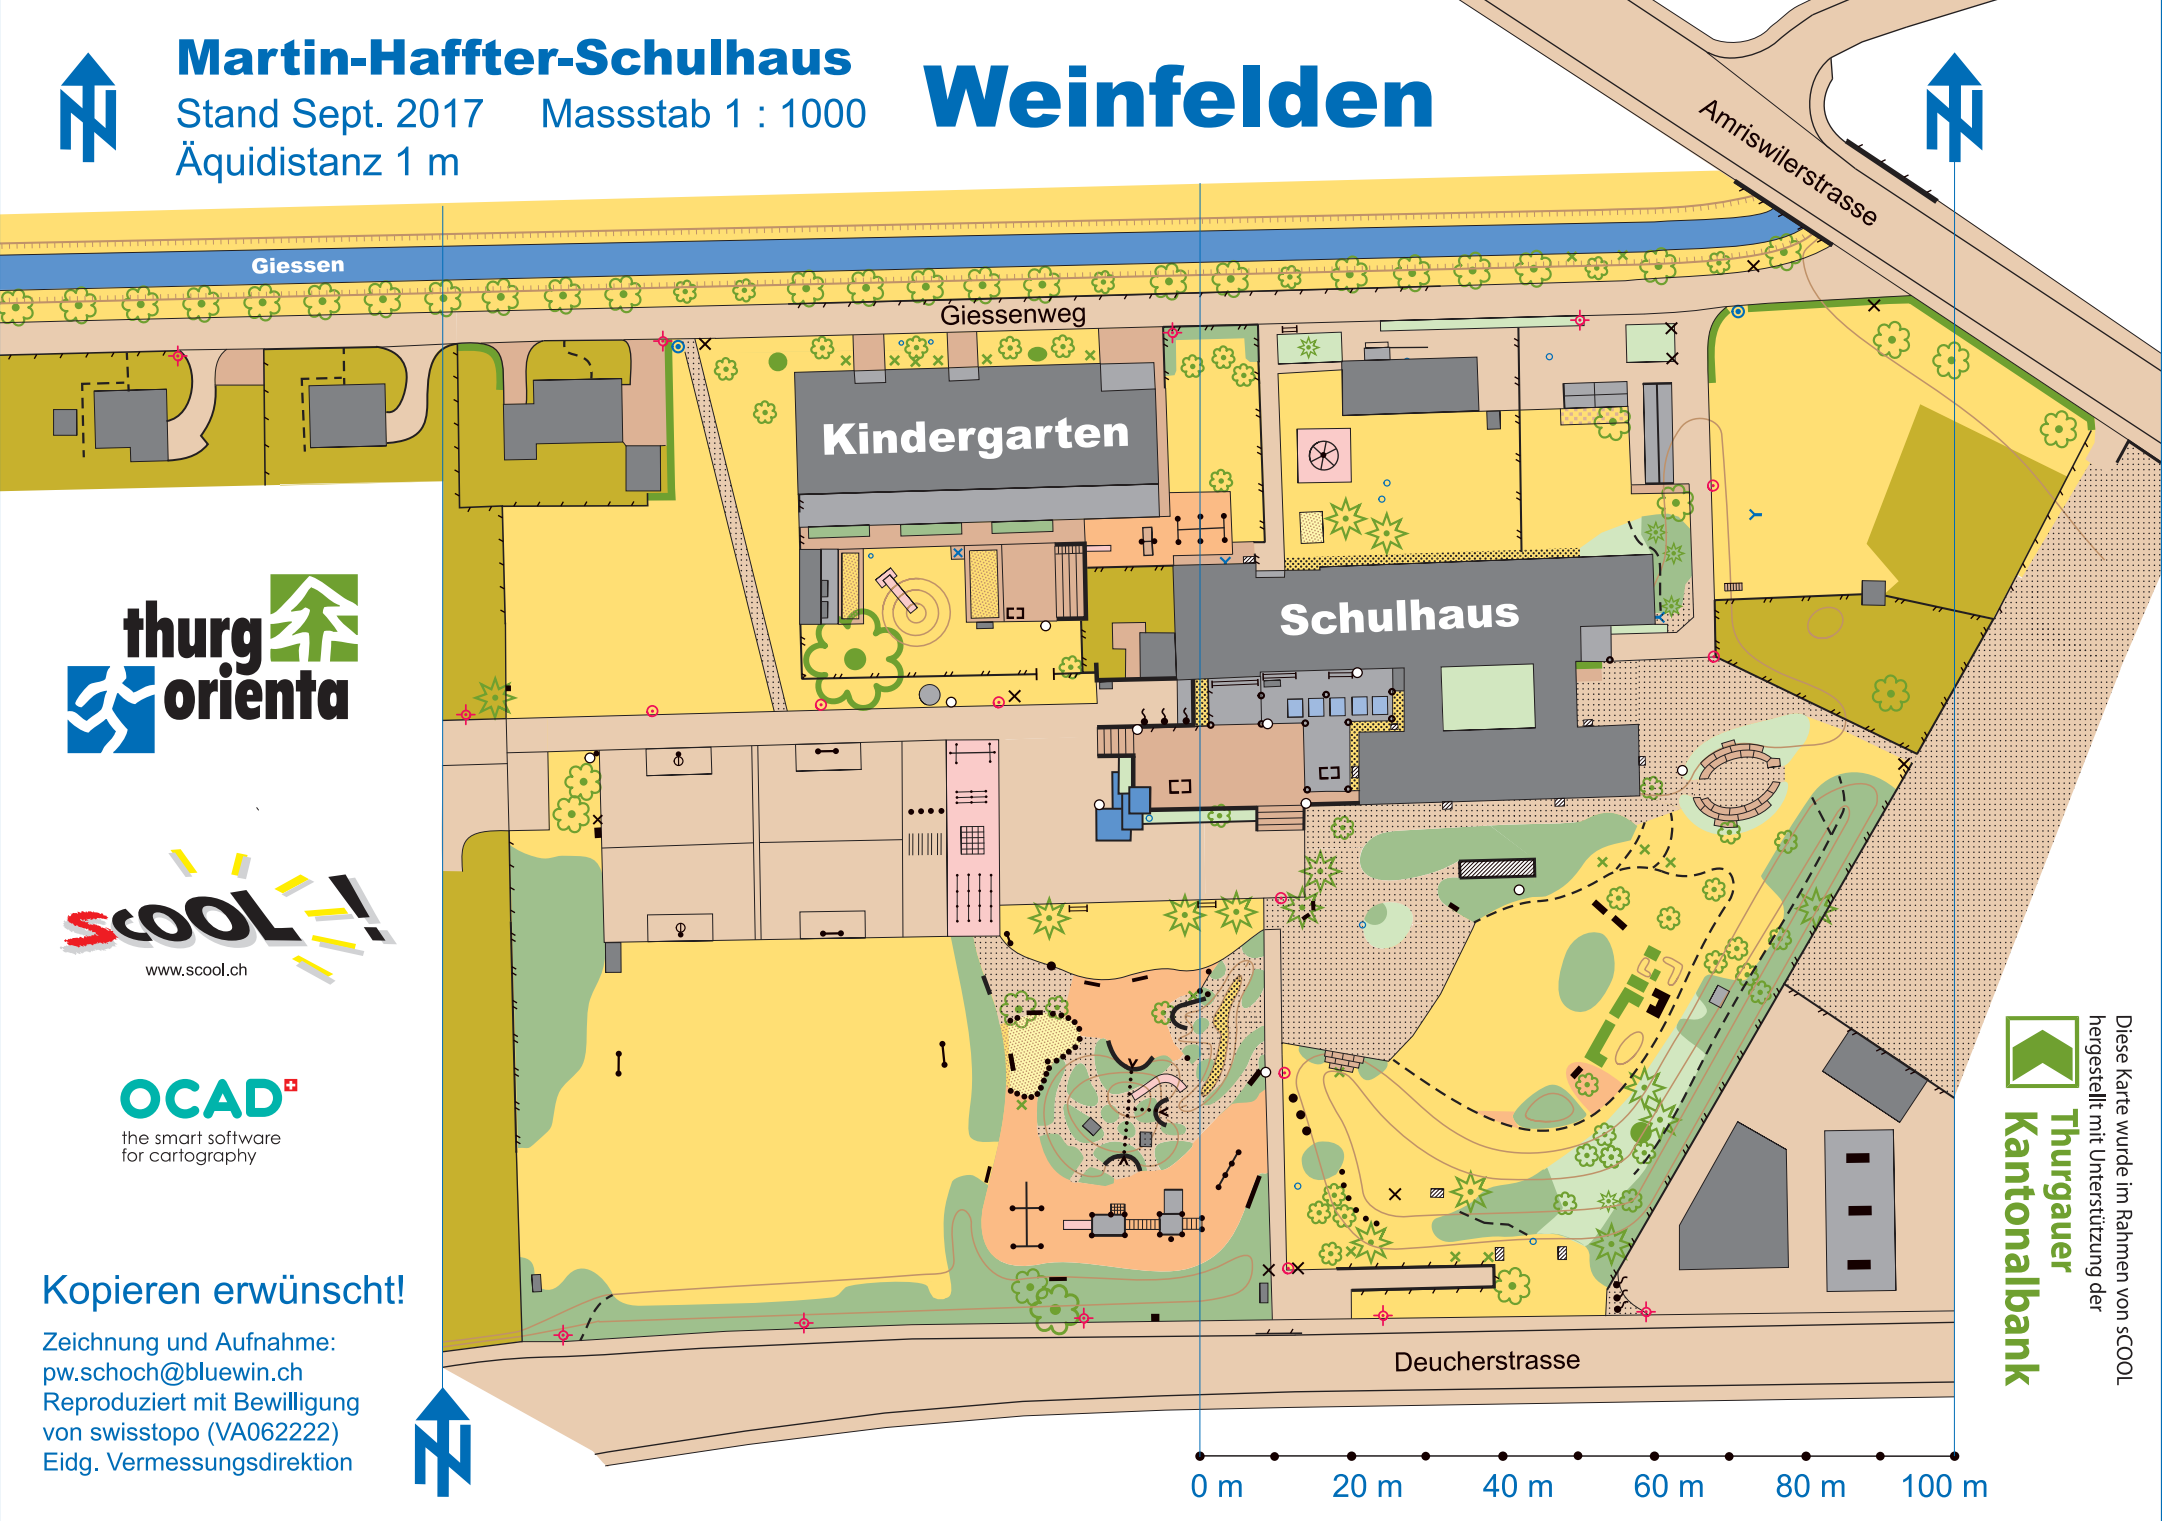 Martin-Haffter-Schulhaus
Stand Sept. 2017 Massstab 1 : 1000
Äquidistanz 1 m
Weinfelden
N
N
Amriswilerstrasse
Giessen
Giessenweg
Kindergarten
Schulhaus
thurg
orienta
sCOOL!
www.scool.ch
OCAD
the smart software
for cartography
Kopieren erwünscht!
Zeichnung und Aufnahme:
pw.schoch@bluewin.ch
Reproduziert mit Bewilligung
von swisstopo (VA062222)
Eidg. Vermessungsdirektion
N
Deucherstrasse
0 m 20 m 40 m 60 m 80 m 100 m
Diese Karte wurde im Rahmen von sCOOL
hergestellt mit Unterstützung der
Thurgauer
Kantonalbank